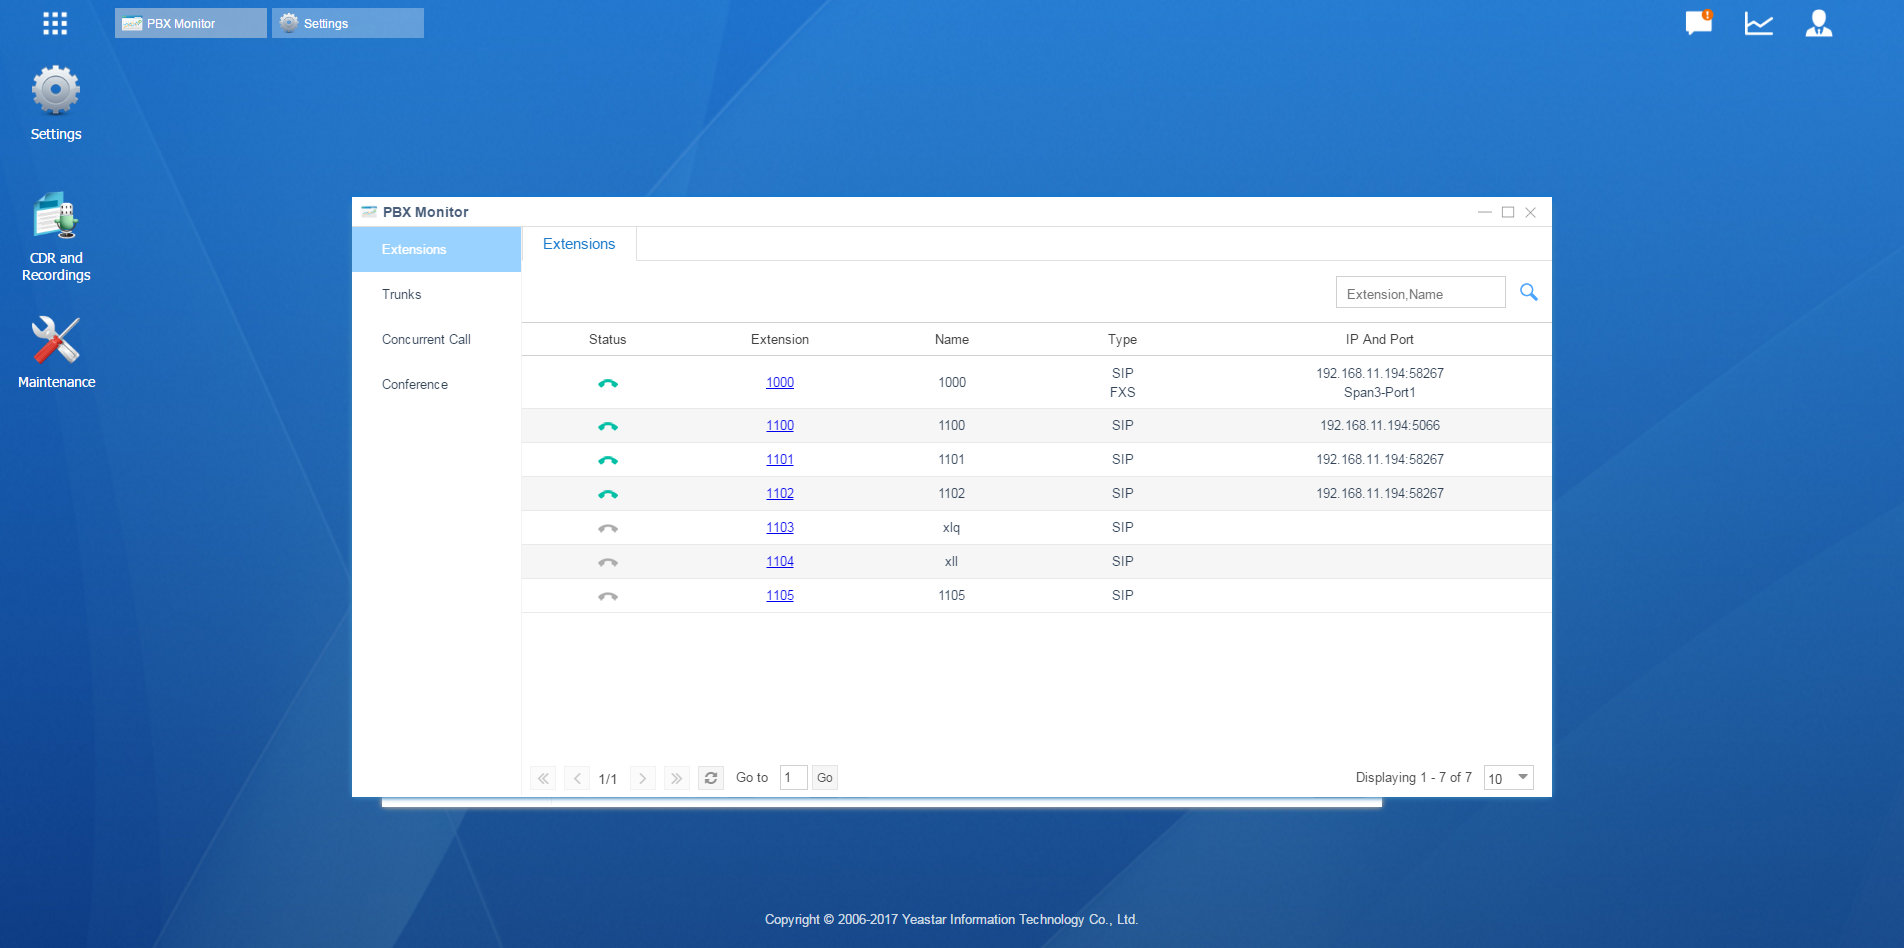 PBX Monitor
Settings
Settings
CDR and
Recordings
Maintenance
PBX Monitor
Extensions
Trunks
Concurrent Call
Conference
Extensions
Extension,Name
Status Extension Name Type IP And Port
1000 1000 SIP 192.168.11.194:58267
FXS Span3-Port1
1100 1100 SIP 192.168.11.194:5066
1101 1101 SIP 192.168.11.194:58267
1102 1102 SIP 192.168.11.194:58267
1103 xlq SIP
1104 xll SIP
1105 1105 SIP
1/1 Go to 1 Go Displaying 1 - 7 of 7 10
Copyright © 2006-2017 Yeastar Information Technology Co., Ltd.